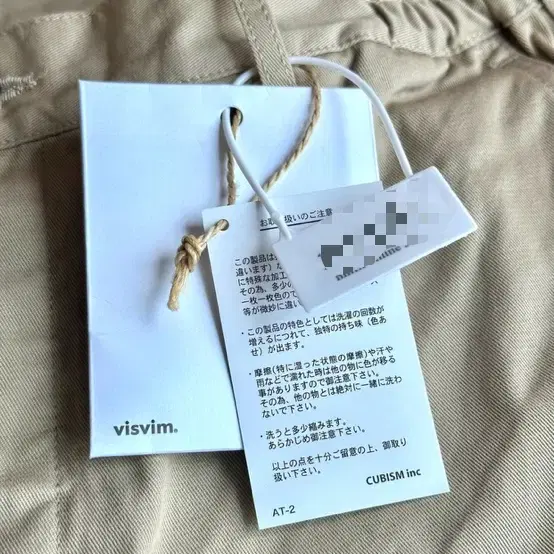 visvim.
お取 扱いのご注意
この製品は
違います)
に特殊な加工
その為、多少の
一枚一枚色の
等が微妙に違い
・この製品の特色としては洗濯の回数が
増えるにつれて、独特の持ち味（色あ
せ）が出ます。
・摩擦(特に湿った状態の摩擦)や汗や
雨などで濡れた時は他の物に色が移る
事がありますので御注意下さい。
その為、他の物とは絶対に一緒に洗わ
ないで下さい。
・洗うと多少縮みます。
あらかじめ御注意下さい。
以上の点を十分ご留意の上、御取り
扱い下さい。
CUBISM inc
AT-2